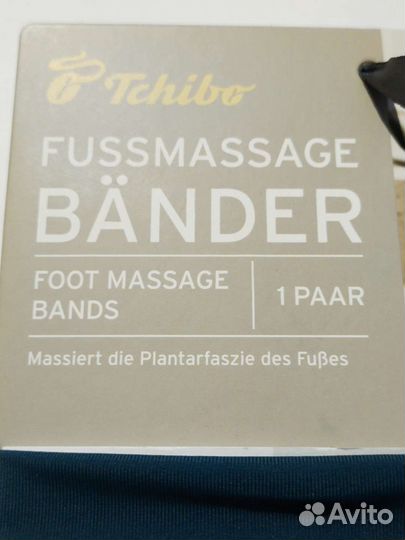 Tchibo
FUSSMASSAGE
BÄNDER
FOOT MASSAGE
BANDS
1 PAAR
Massiert die Plantarfaszie des Fußes
Avito